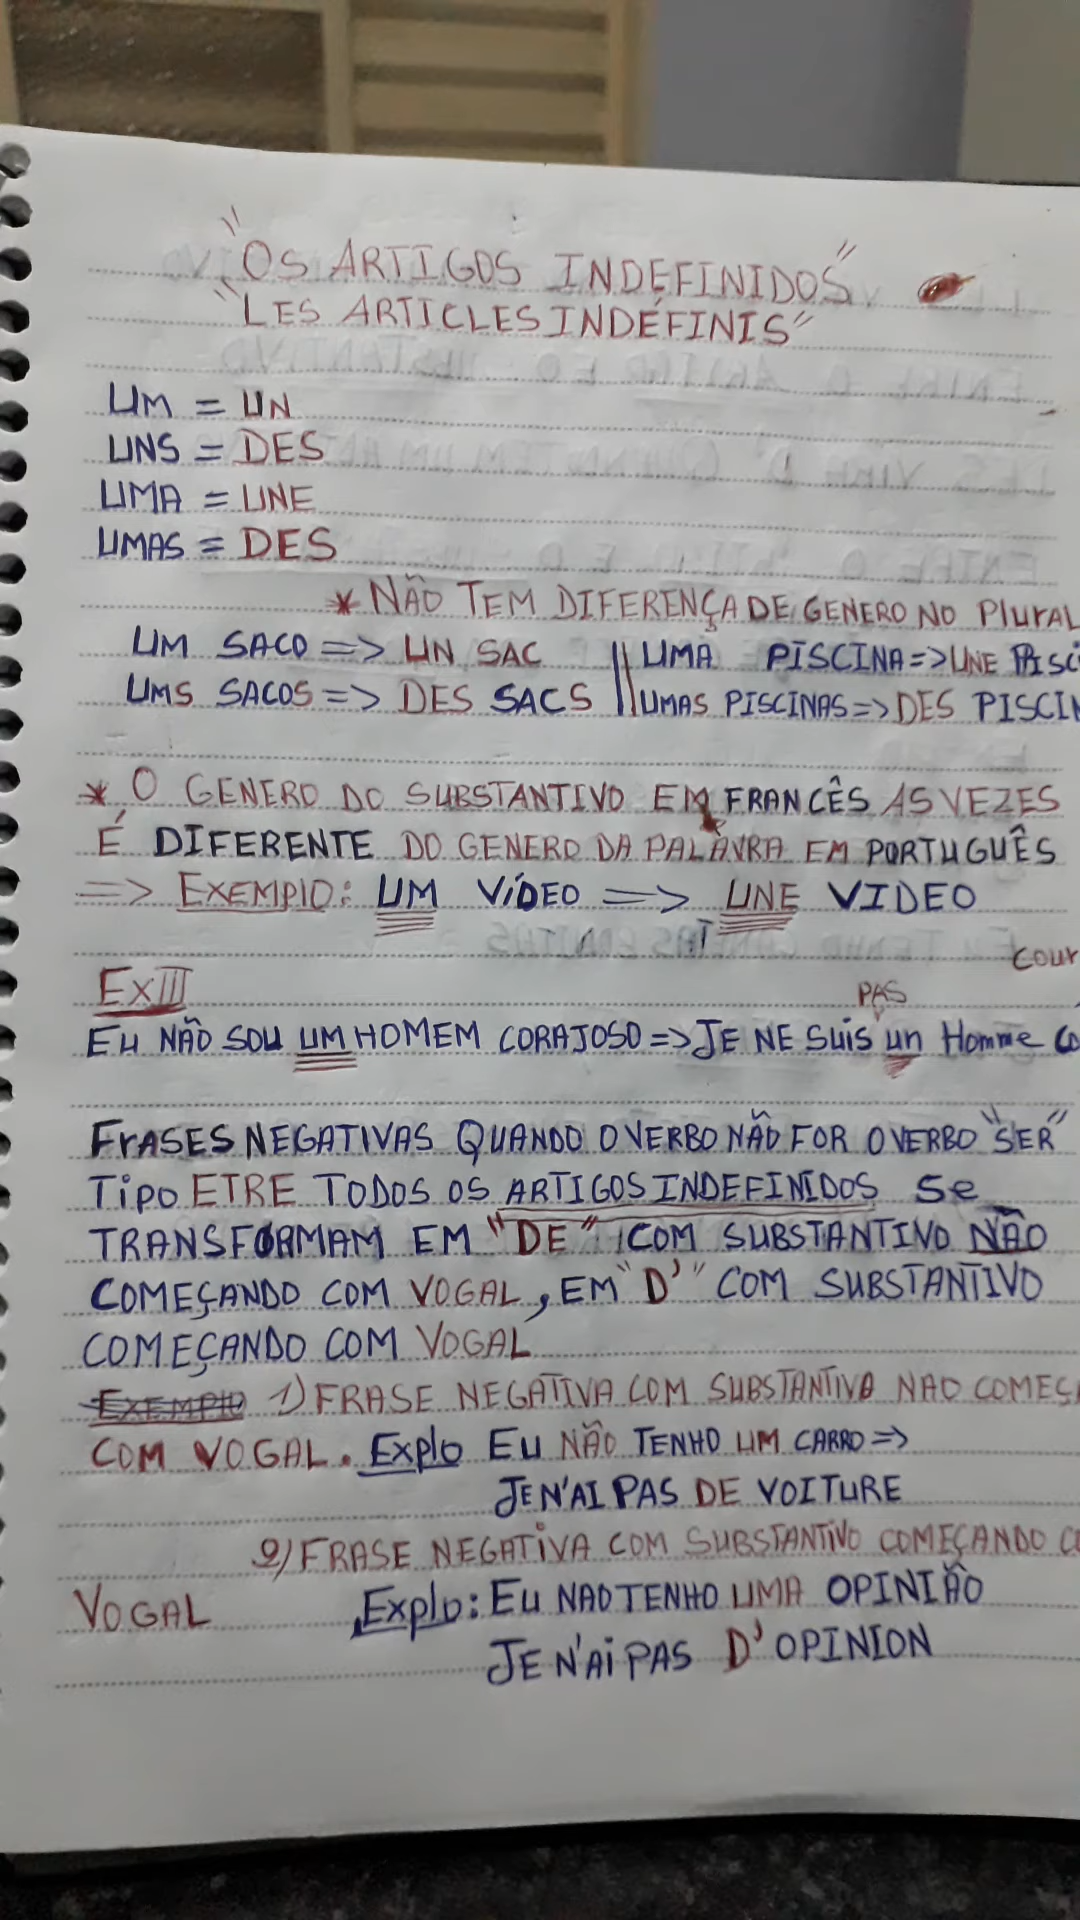 "OS ARTIGOS INDEFINIDOS"
"LES ARTICLES INDÉFINIS"
UM = UN
UNS = DES
UMA = UNE
UMAS = DES
* NÃO TEM DIFERENÇA DE GENERO NO PLURAL
UM SACO => UN SAC || UMA PISCINA => UNE PISCI
UMS SACOS => DES SACS || UMAS PISCINAS => DES PISCIN
* O GENERO DO SUBSTANTIVO EM FRANCÊS AS VEZES
É DIFERENTE DO GENERO DA PALAVRA EM PORTUGUÊS
=> EXEMPLO: UM VÍDEO => UNE VIDEO
COUR
EX III
PAS
EU NÃO SOU UM HOMEM CORAJOSO => JE NE SUIS un Homme Co
FRASES NEGATIVAS QUANDO O VERBO NÃO FOR O VERBO "SER"
TIPO ETRE TODOS OS ARTIGOS INDEFINIDOS Se
TRANSFORMAM EM "DE" COM SUBSTANTIVO NÃO
COMEÇANDO COM VOGAL, EM "D'" COM SUBSTANTIVO
COMEÇANDO COM VOGAL
EXEMPLO 1) FRASE NEGATIVA COM SUBSTANTIVO NAO COMEÇA
COM VOGAL. Explo EU NÃO TENHO UM CARRO =>
JE N'AI PAS DE VOITURE
2) FRASE NEGATIVA COM SUBSTANTIVO COMEÇANDO CO
VOGAL Explo: EU NAO TENHO UMA OPINIÃO
JE N'Ai PAS D'OPINION